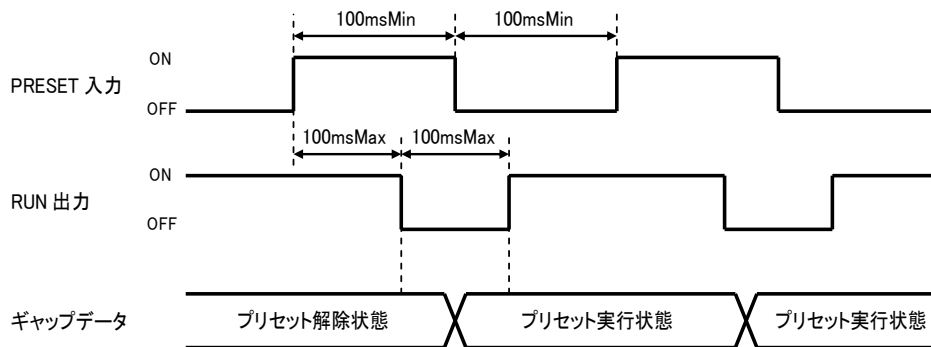 100msMin 100msMin
ON
PRESET 入力
OFF
100msMax 100msMax
ON
RUN 出力
OFF
ギャップデータ プリセット解除状態 プリセット実行状態 プリセット実行状態